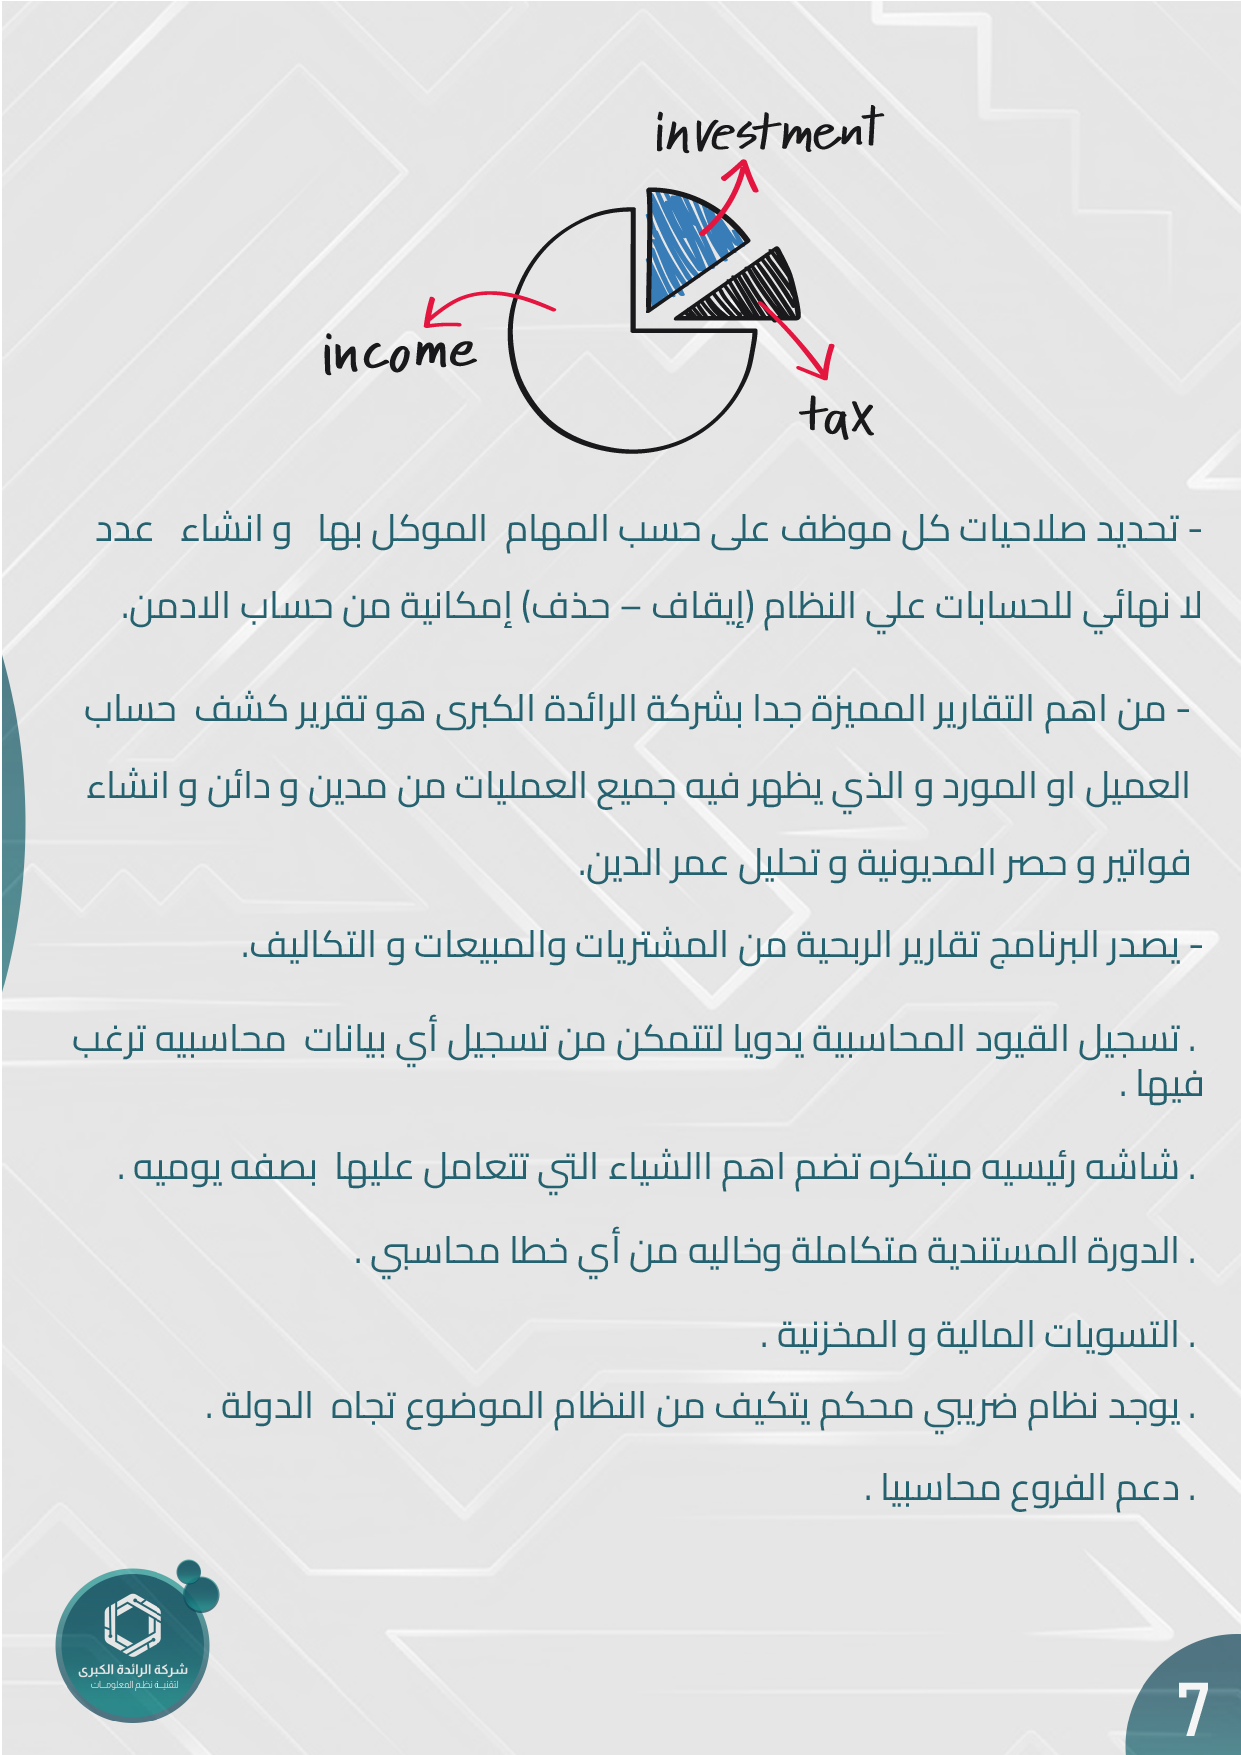 investment
income
tax
- تحديد صلاحيات كل موظف على حسب المهام الموكل بها و انشاء عدد
لا نهائي للحسابات علي النظام (إيقاف – حذف) إمكانية من حساب الادمن.
- من اهم التقارير المميزة جدا بشركة الرائدة الكبرى هو تقرير كشف حساب
العميل او المورد و الذي يظهر فيه جميع العمليات من مدين و دائن و انشاء
فواتير و حصر المديونية و تحليل عمر الدين.
- يصدر البرنامج تقارير الربحية من المشتريات والمبيعات و التكاليف.
. تسجيل القيود المحاسبية يدويا لتتمكن من تسجيل أي بيانات محاسبيه ترغب
فيها .
. شاشه رئيسيه مبتكره تضم اهم االشياء التي تتعامل عليها بصفه يوميه .
. الدورة المستندية متكاملة وخاليه من أي خطا محاسبي .
. التسويات المالية و المخزنية .
. يوجد نظام ضريبي محكم يتكيف من النظام الموضوع تجاه الدولة .
. دعم الفروع محاسبيا .
شركة الرائدة الكبرى
لتقنيـة نظم المعلومـات
7